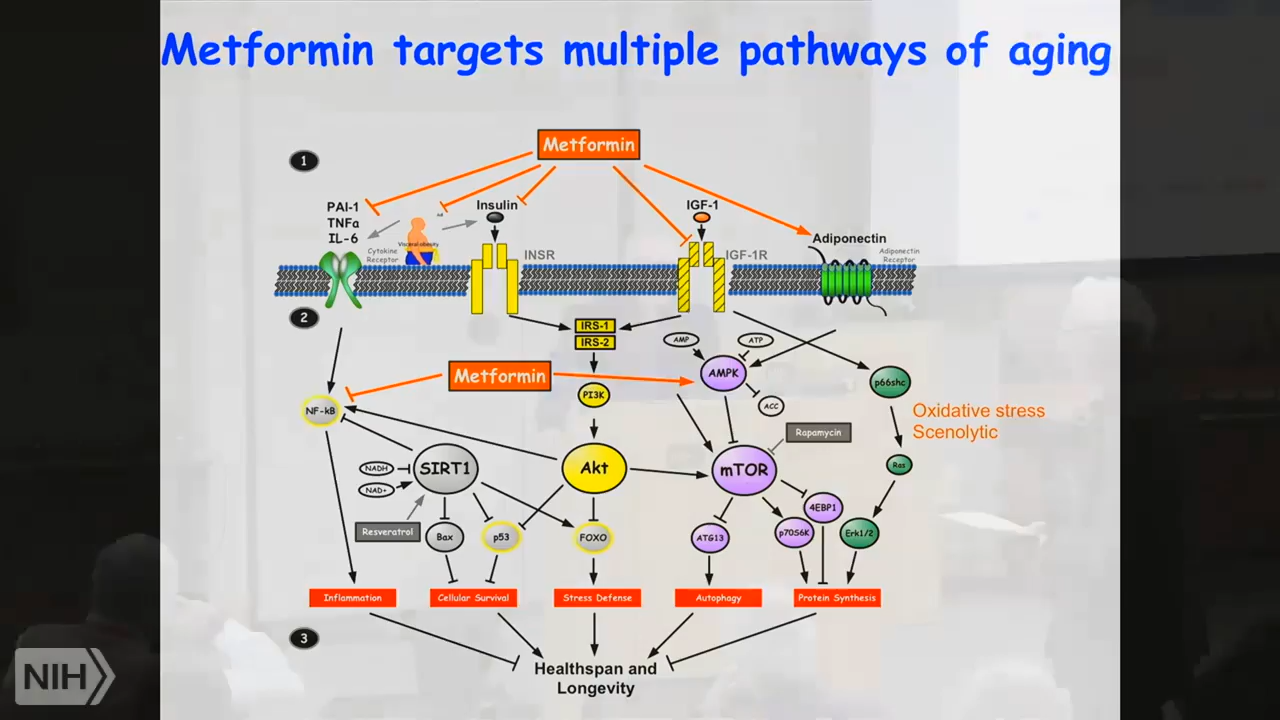 Metformin targets multiple pathways of aging
1
Metformin
PAI-1
TNFα
IL-6
Insulin
IGF-1
Adiponectin
Cytokine
Receptor
Visceral obesity
INSR
IGF-1R
Adiponectin
Receptor
2
IRS-1
IRS-2
AMP
ATP
Metformin
PI3K
AMPK
ACC
p66shc
NF-kB
Oxidative stress
Scenolytic
Rapamycin
NADH
NAD+
SIRT1
Akt
mTOR
Ras
Resveratrol
Bax
p53
FOXO
ATG13
p70S6K
4EBP1
Erk1/2
Inflammation
Cellular Survival
Stress Defense
Autophagy
Protein Synthesis
3
Healthspan and
Longevity
NIH